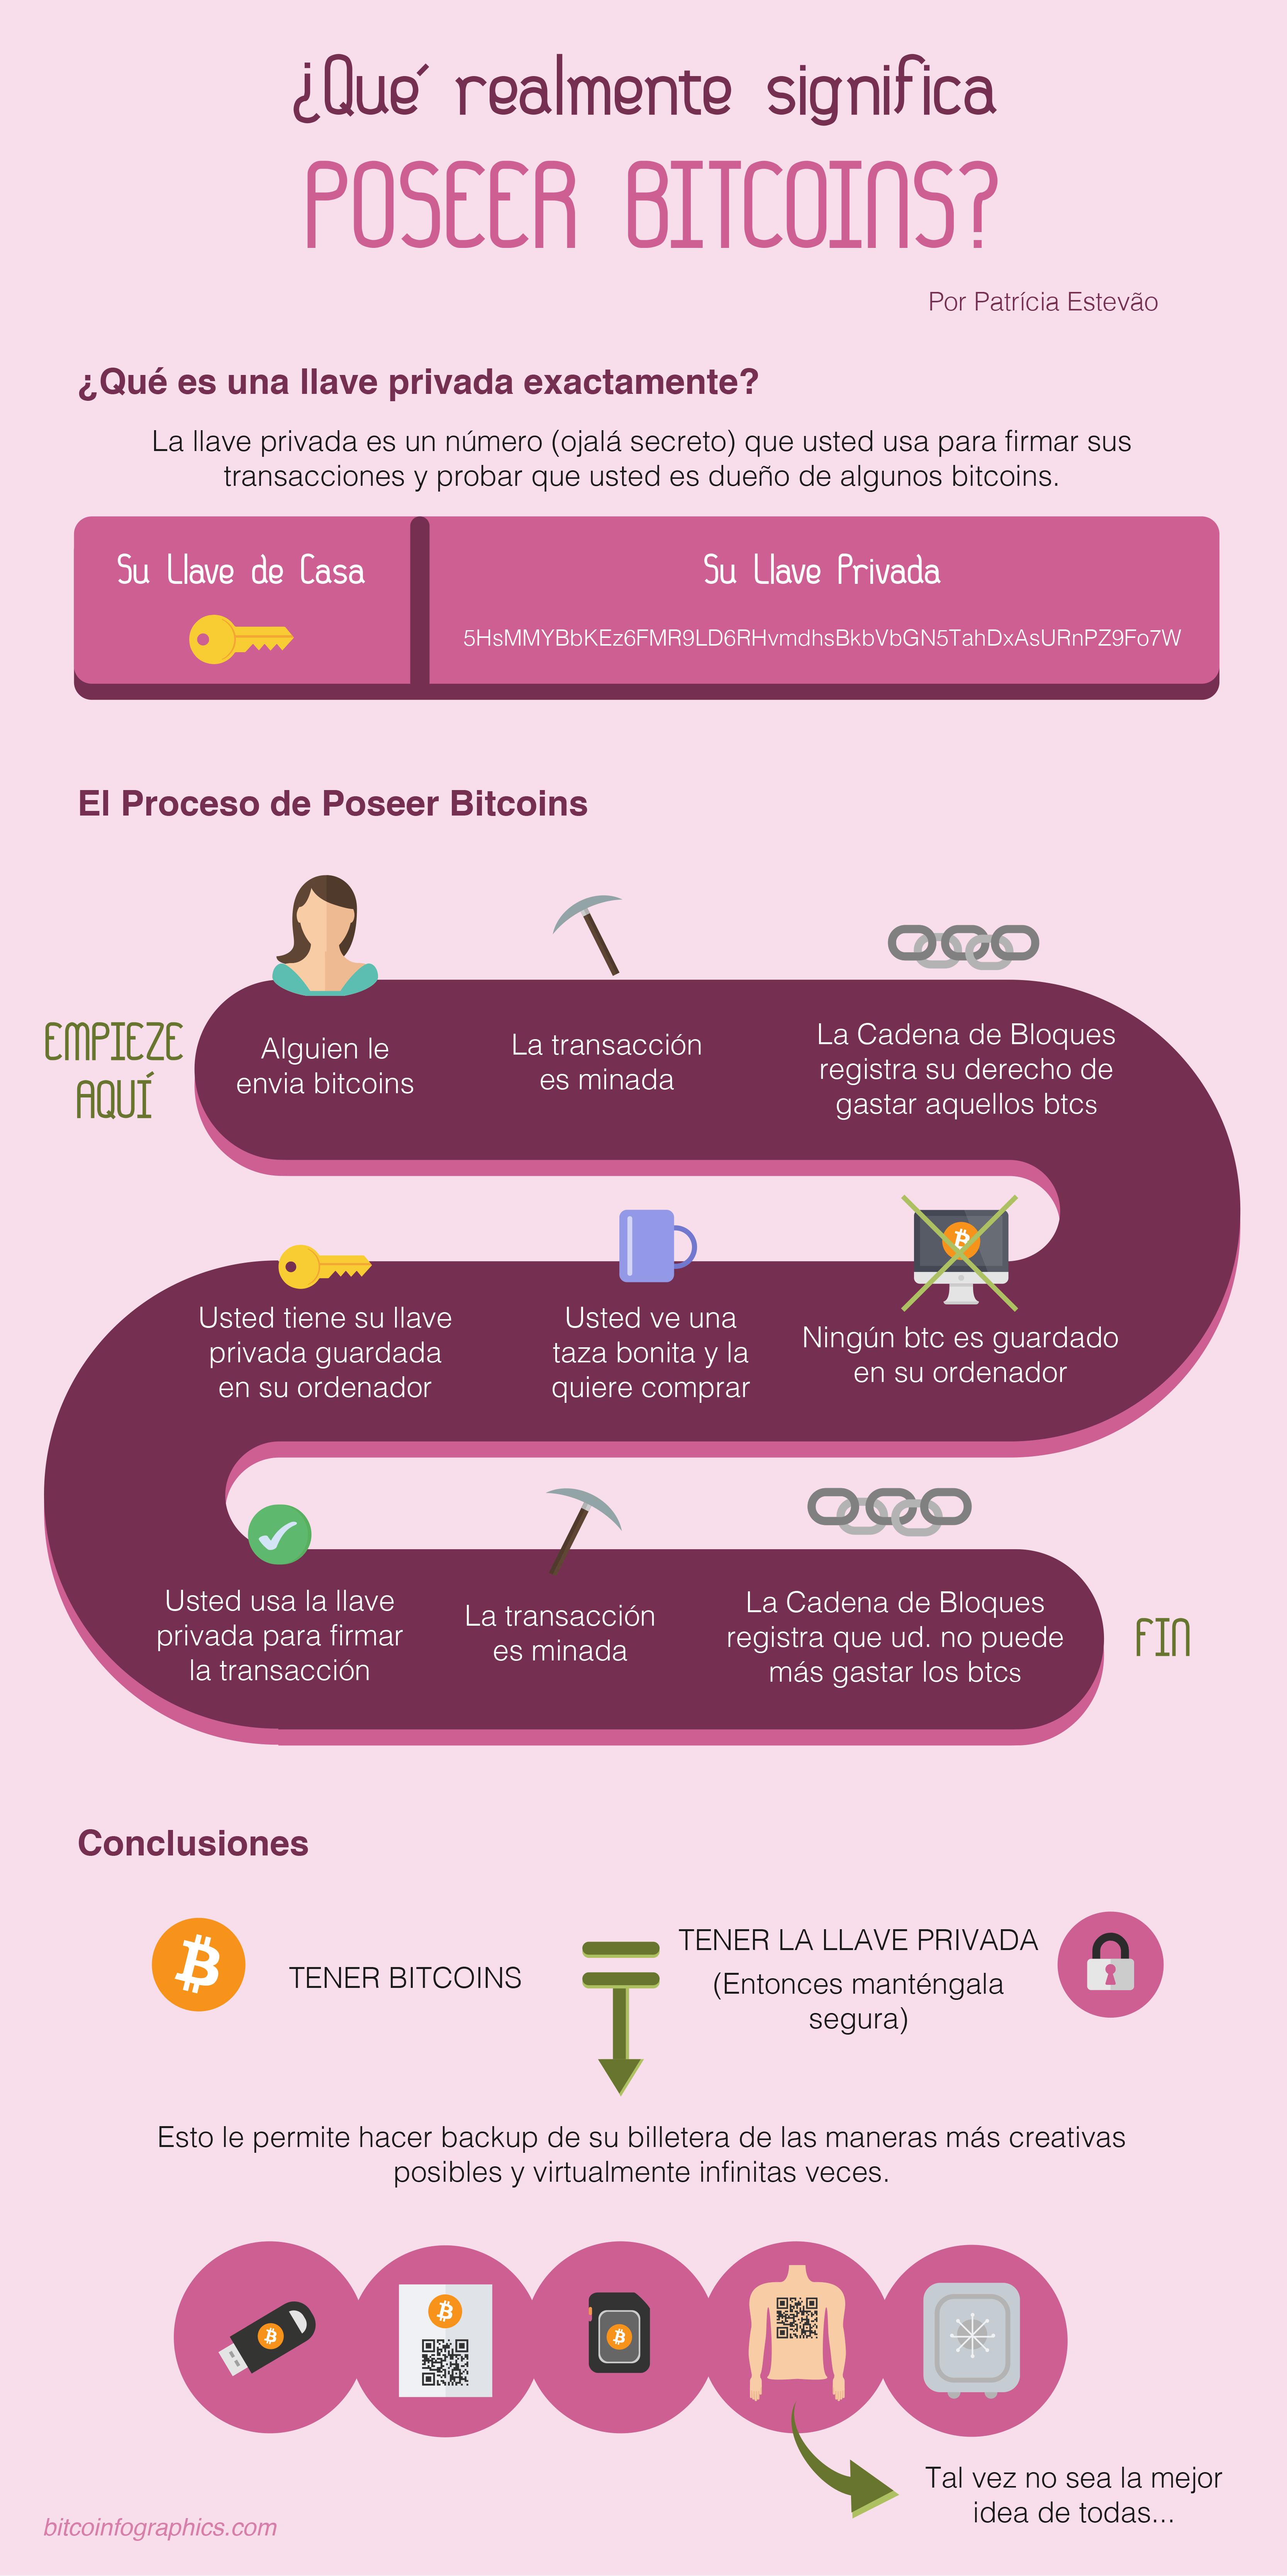 ¿Qué realmente significa
POSEER BITCOINS?
Por Patrícia Estevão
¿Qué es una llave privada exactamente?
La llave privada es un número (ojalá secreto) que usted usa para firmar sus
transacciones y probar que usted es dueño de algunos bitcoins.
Su Llave de Casa
Su Llave Privada
5HsMMYBbKEz6FMR9LD6RHvmdhsBkbVbGN5TahDxAsURnPZ9Fo7W
El Proceso de Poseer Bitcoins
EMPIEZE
AQUÍ
Alguien le
envia bitcoins
La transacción
es minada
La Cadena de Bloques
registra su derecho de
gastar aquellos btcs
Ningún btc es guardado
en su ordenador
Usted ve una
taza bonita y la
quiere comprar
Usted tiene su llave
privada guardada
en su ordenador
Usted usa la llave
privada para firmar
la transacción
La transacción
es minada
La Cadena de Bloques
registra que ud. no puede
más gastar los btcs
FIN
Conclusiones
TENER BITCOINS
TENER LA LLAVE PRIVADA
(Entonces manténgala
segura)
Esto le permite hacer backup de su billetera de las maneras más creativas
posibles y virtualmente infinitas veces.
Tal vez no sea la mejor
idea de todas...
bitcoinfographics.com